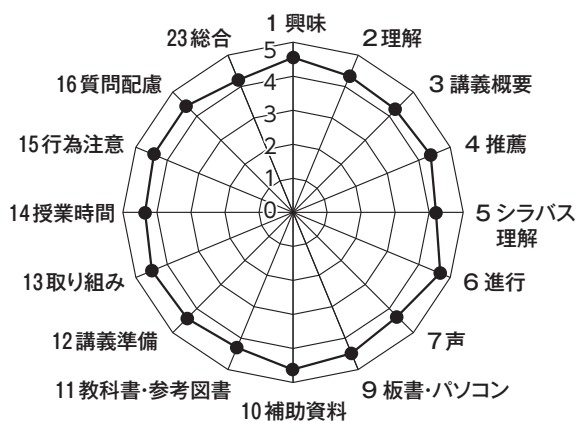 1 興味
2 理解
3 講義概要
4 推薦
5 シラバス
理解
6 進行
7 声
9 板書・パソコン
10 補助資料
11 教科書・参考図書
12 講義準備
13 取り組み
14 授業時間
15 行為注意
16 質問配慮
23 総合
5
4
3
2
1
0